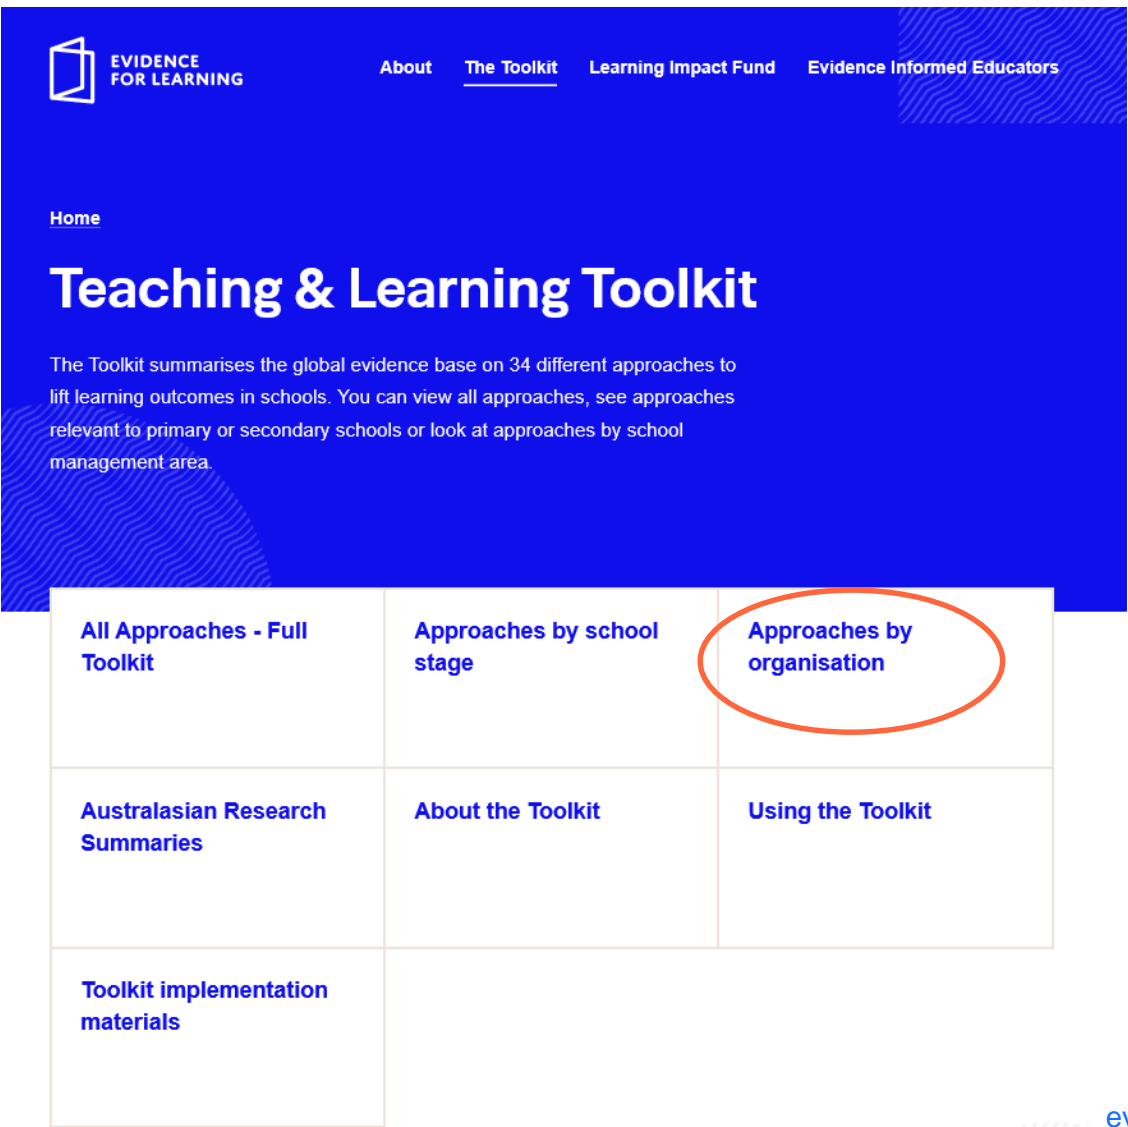 EVIDENCE
FOR LEARNING
About The Toolkit Learning Impact Fund Evidence Informed Educators
Home
Teaching & Learning Toolkit
The Toolkit summarises the global evidence base on 34 different approaches to
lift learning outcomes in schools. You can view all approaches, see approaches
relevant to primary or secondary schools or look at approaches by school
management area.
All Approaches - Full
Toolkit
Approaches by school
stage
Approaches by
organisation
Australasian Research
Summaries
About the Toolkit
Using the Toolkit
Toolkit implementation
materials